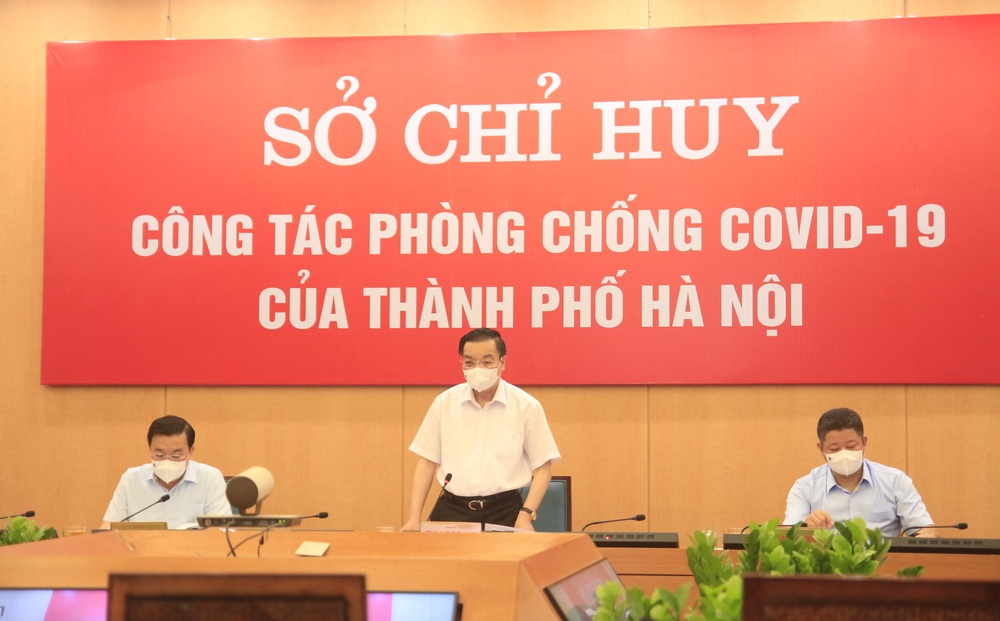 SỞ CHỈ HUY
CÔNG TÁC PHÒNG CHỐNG COVID-19
CỦA THÀNH PHỐ HÀ NỘI